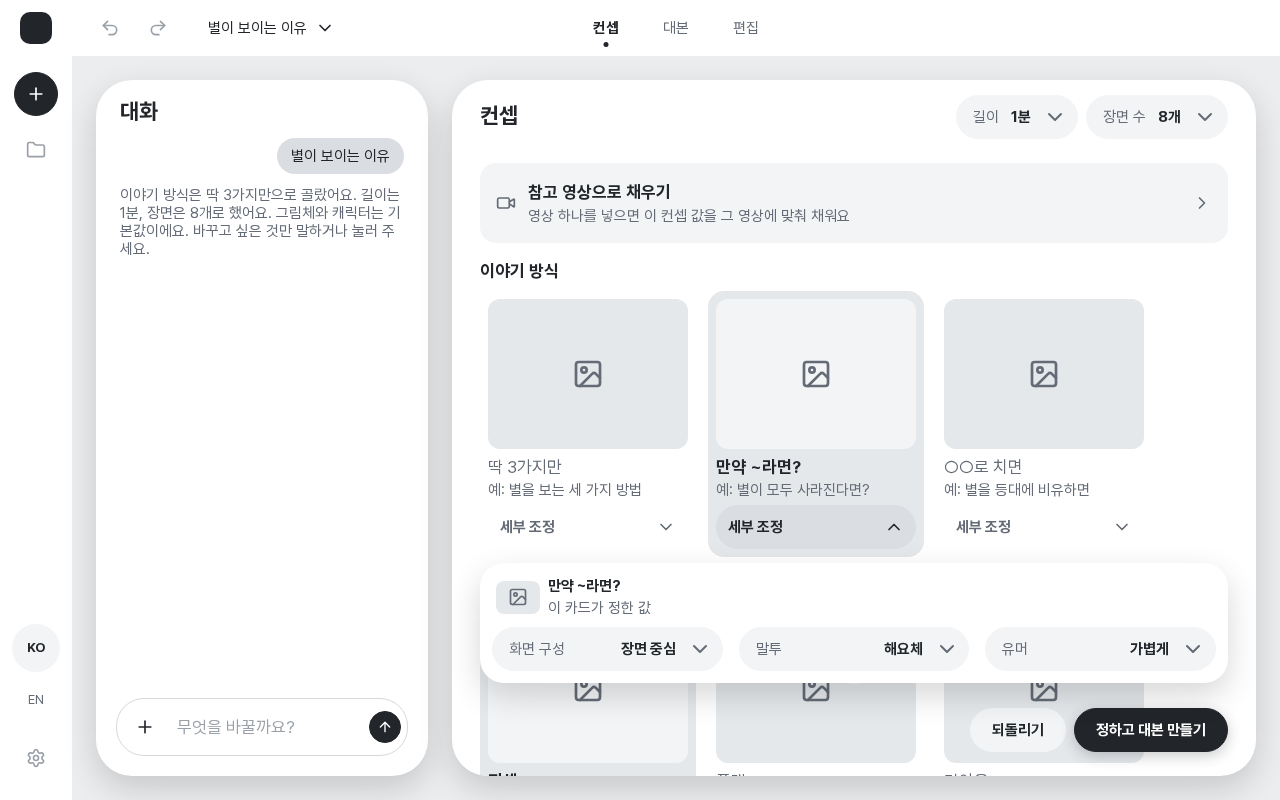 별이 보이는 이유
컨셉
대본
편집
대화
별이 보이는 이유
이야기 방식은 딱 3가지만으로 골랐어요. 길이는
1분, 장면은 8개로 했어요. 그림체와 캐릭터는 기
본값이에요. 바꾸고 싶은 것만 말하거나 눌러 주
세요.
무엇을 바꿀까요?
KO
EN
컨셉
길이 1분
장면 수 8개
참고 영상으로 채우기
영상 하나를 넣으면 이 컨셉 값을 그 영상에 맞춰 채워요
이야기 방식
딱 3가지만
예: 별을 보는 세 가지 방법
세부 조정
만약 ~라면?
예: 별이 모두 사라진다면?
세부 조정
〇〇로 치면
예: 별을 등대에 비유하면
세부 조정
만약 ~라면?
이 카드가 정한 값
화면 구성 장면 중심
말투 해요체
유머 가볍게
되돌리기
정하고 대본 만들기